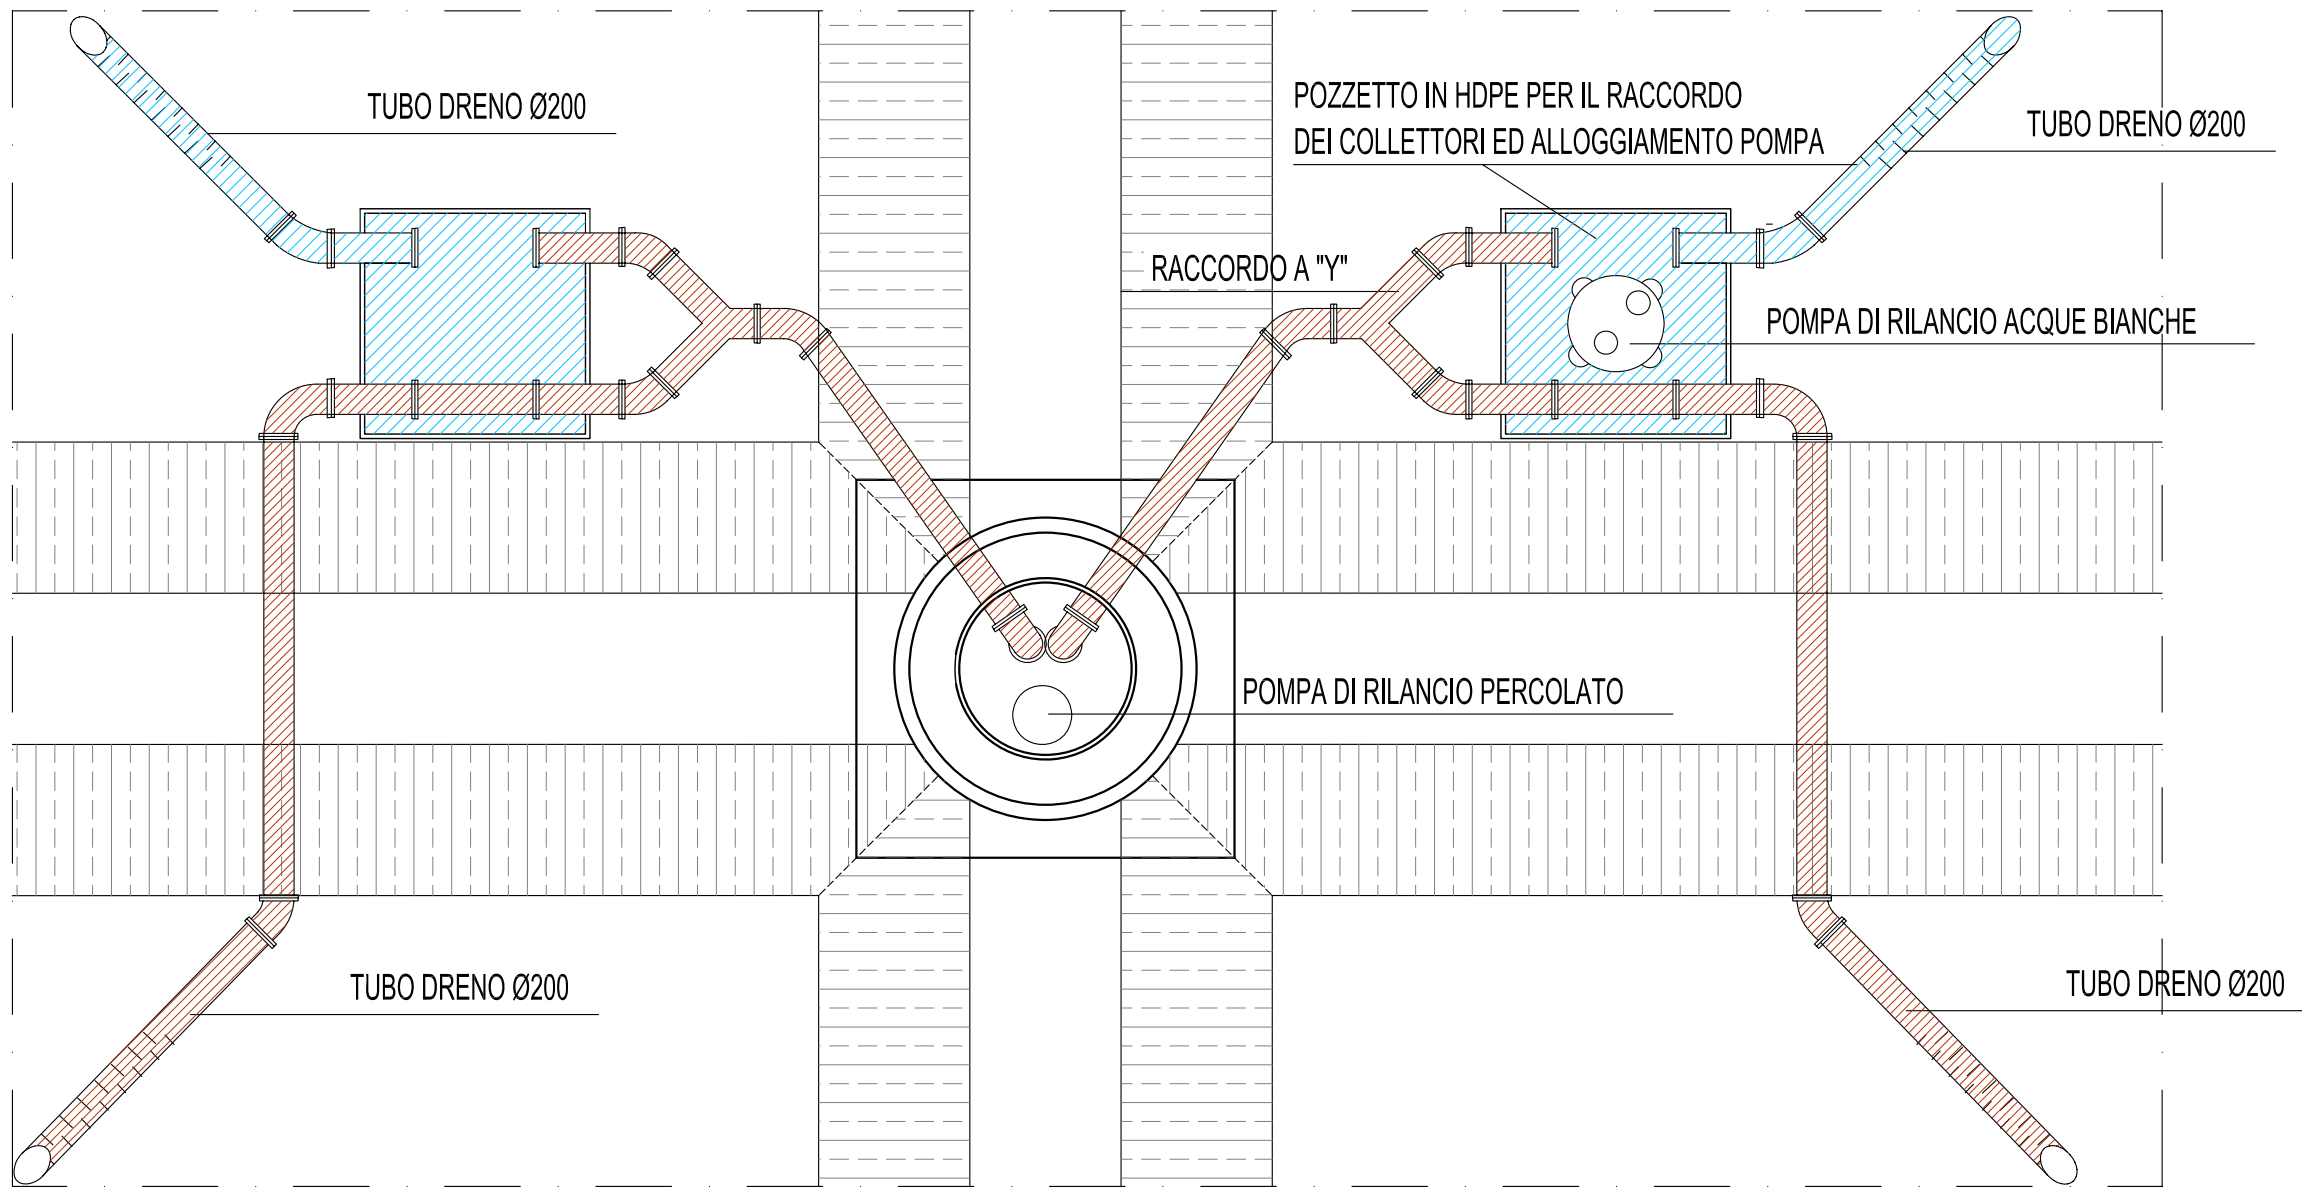 TUBO DRENO Ø200
POZZETTO IN HDPE PER IL RACCORDO
DEI COLLETTORI ED ALLOGGIAMENTO POMPA
TUBO DRENO Ø200
RACCORDO A "Y"
POMPA DI RILANCIO ACQUE BIANCHE
POMPA DI RILANCIO PERCOLATO
TUBO DRENO Ø200
TUBO DRENO Ø200